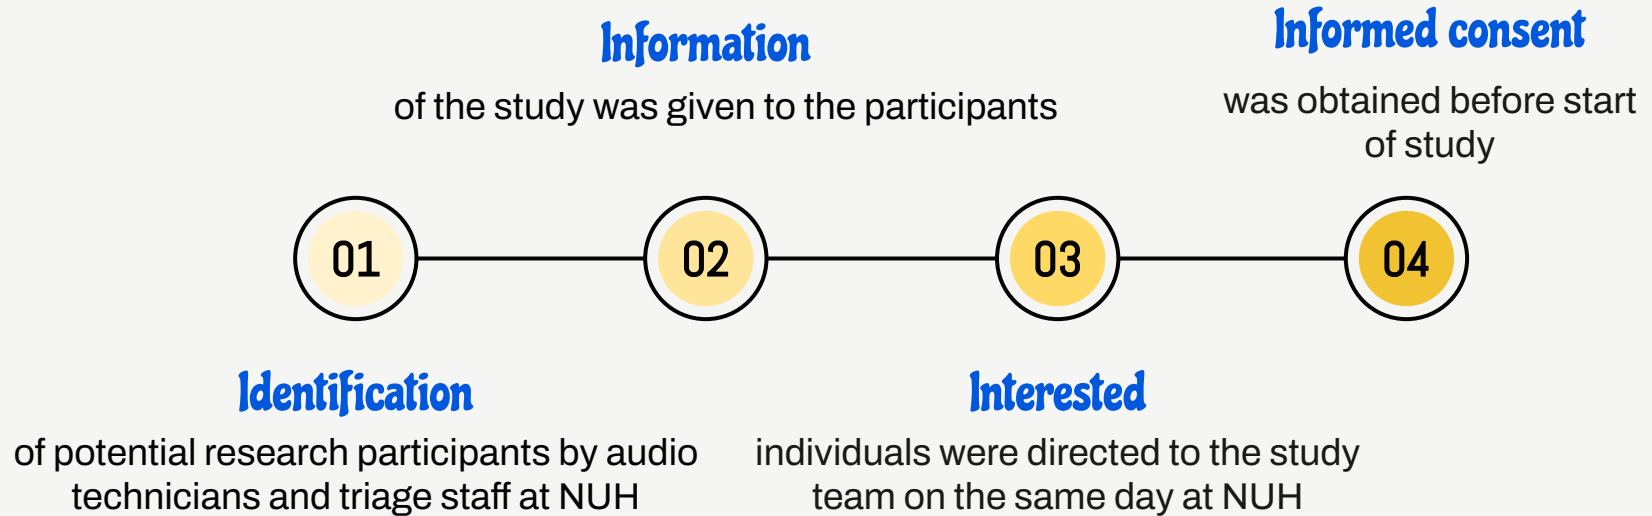 Information
of the study was given to the participants
Informed consent
was obtained before start
of study
01
02
03
04
Identification
of potential research participants by audio
technicians and triage staff at NUH
Interested
individuals were directed to the study
team on the same day at NUH